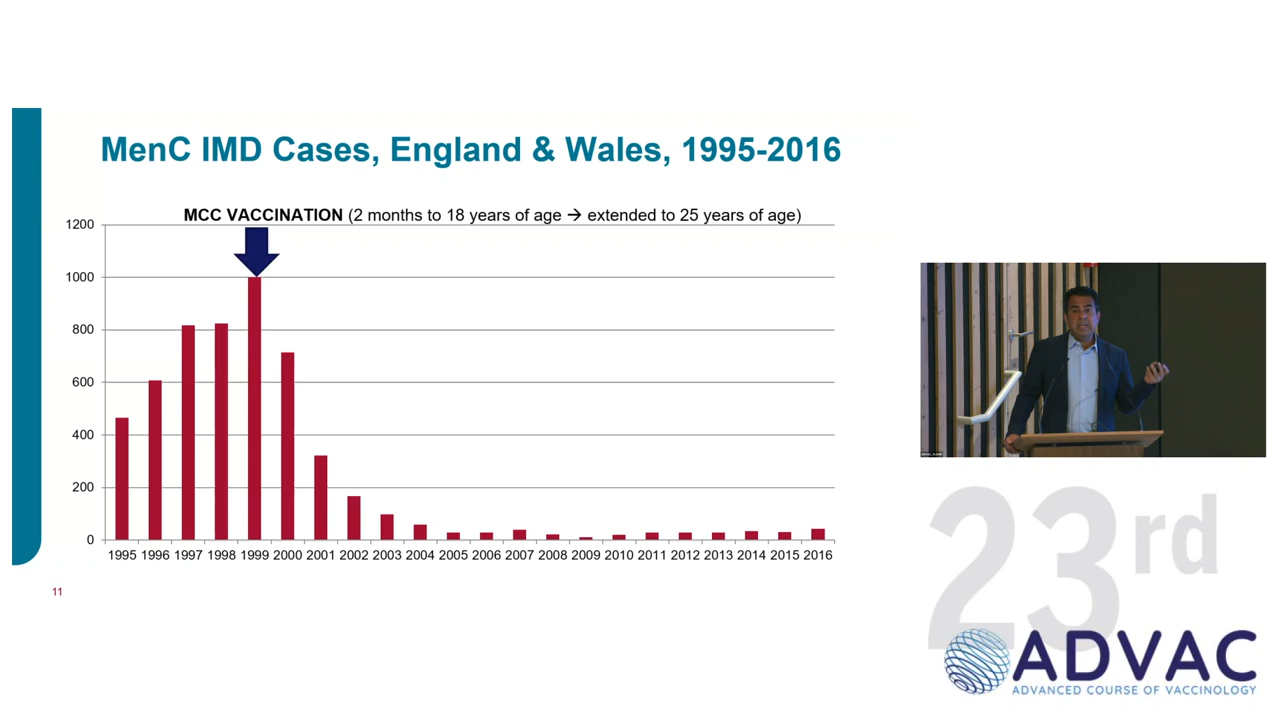 MenC IMD Cases, England & Wales, 1995-2016
MCC VACCINATION (2 months to 18 years of age → extended to 25 years of age)
1200
1000
800
600
400
200
0
1995 1996 1997 1998 1999 2000 2001 2002 2003 2004 2005 2006 2007 2008 2009 2010 2011 2012 2013 2014 2015 2016
11
23rd
ADVAC
ADVANCED COURSE OF VACCINOLOGY